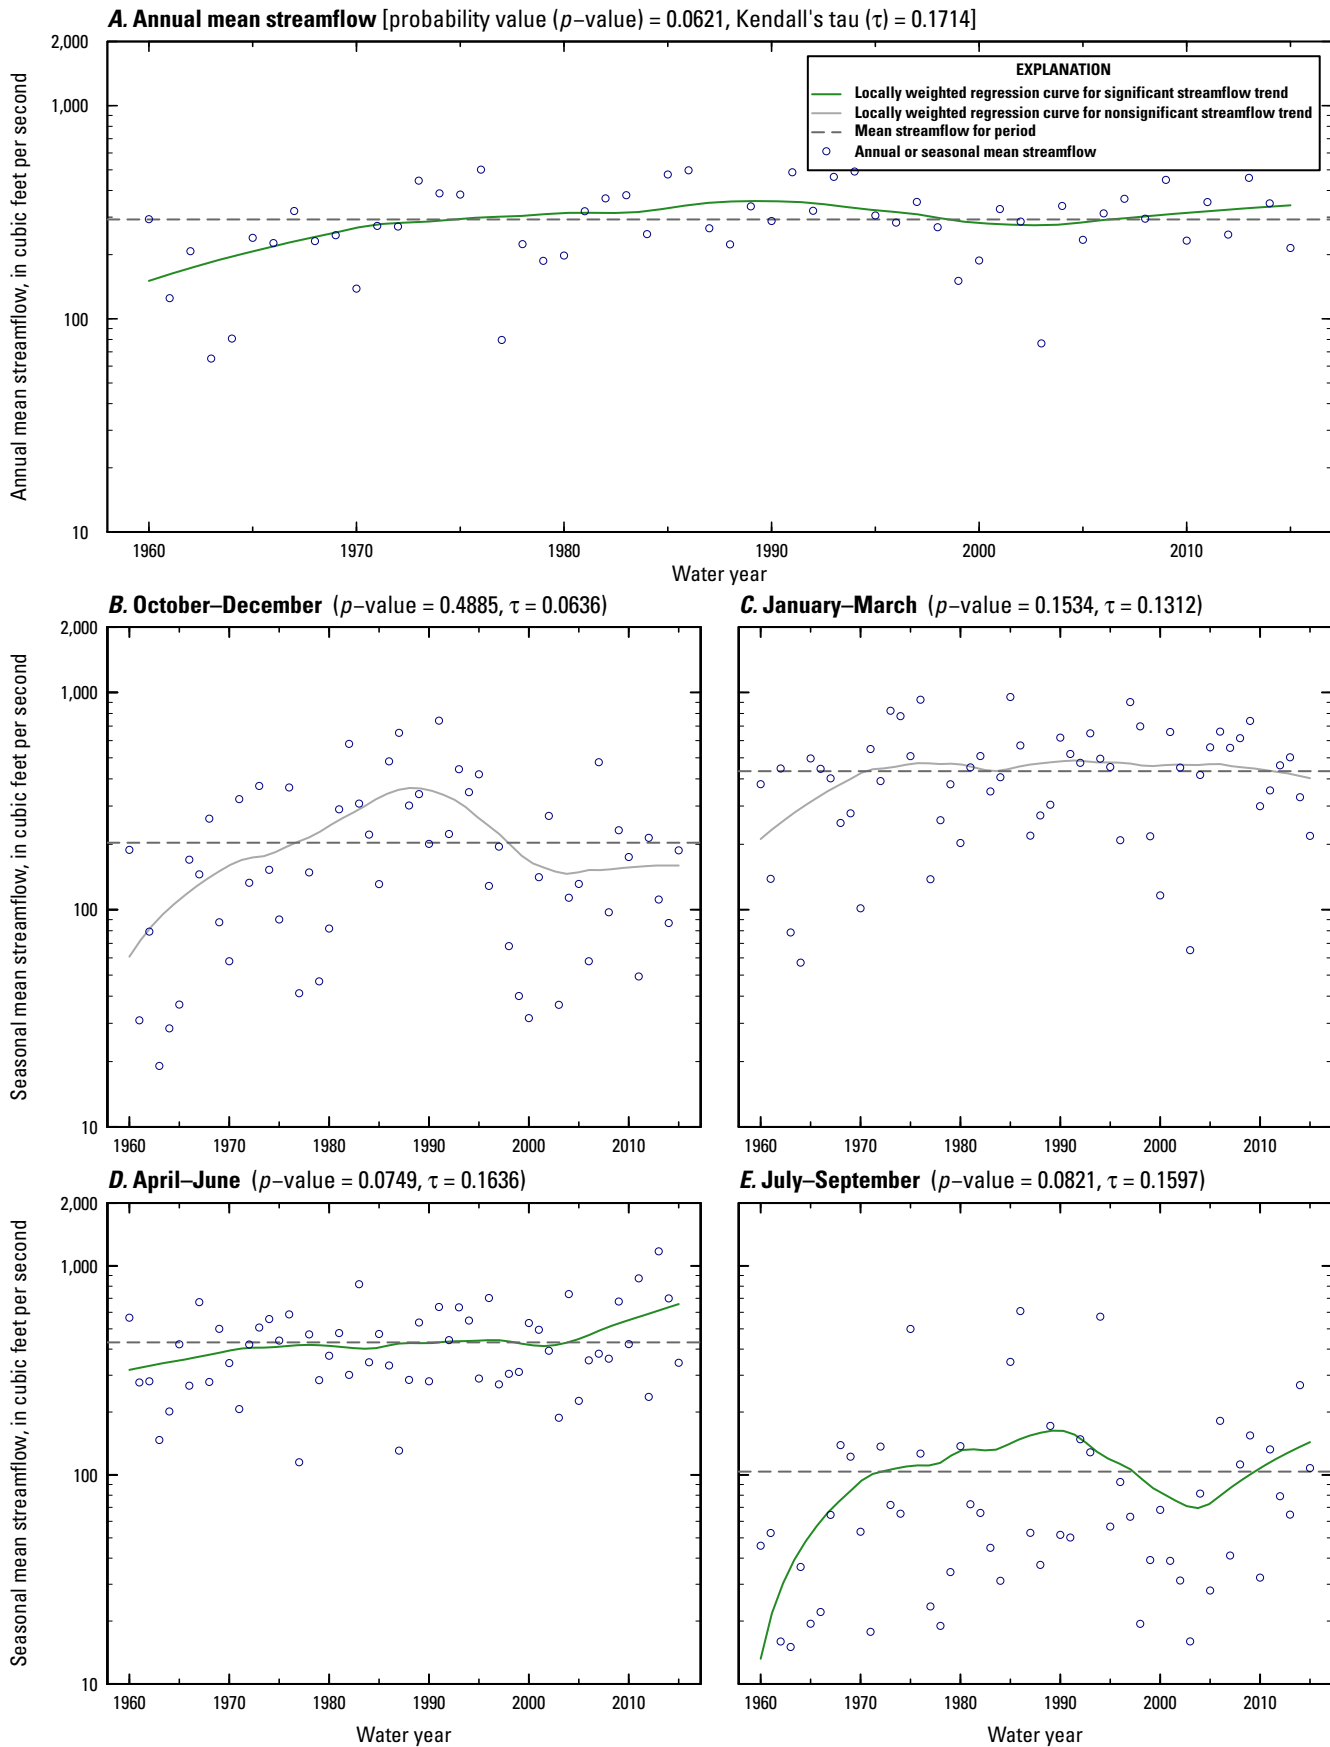 A. Annual mean streamflow [probability value (p–value) = 0.0621, Kendall's tau (τ) = 0.1714]
2,000
1,000
100
10
Annual mean streamflow, in cubic feet per second
EXPLANATION
Locally weighted regression curve for significant streamflow trend
Locally weighted regression curve for nonsignificant streamflow trend
Mean streamflow for period
Annual or seasonal mean streamflow
1960 1970 1980 1990 2000 2010
Water year
B. October–December (p–value = 0.4885, τ = 0.0636)
2,000
1,000
100
10
Seasonal mean streamflow, in cubic feet per second
1960 1970 1980 1990 2000 2010
C. January–March (p–value = 0.1534, τ = 0.1312)
1960 1970 1980 1990 2000 2010
D. April–June (p–value = 0.0749, τ = 0.1636)
2,000
1,000
100
10
Seasonal mean streamflow, in cubic feet per second
1960 1970 1980 1990 2000 2010
Water year
E. July–September (p–value = 0.0821, τ = 0.1597)
1960 1970 1980 1990 2000 2010
Water year